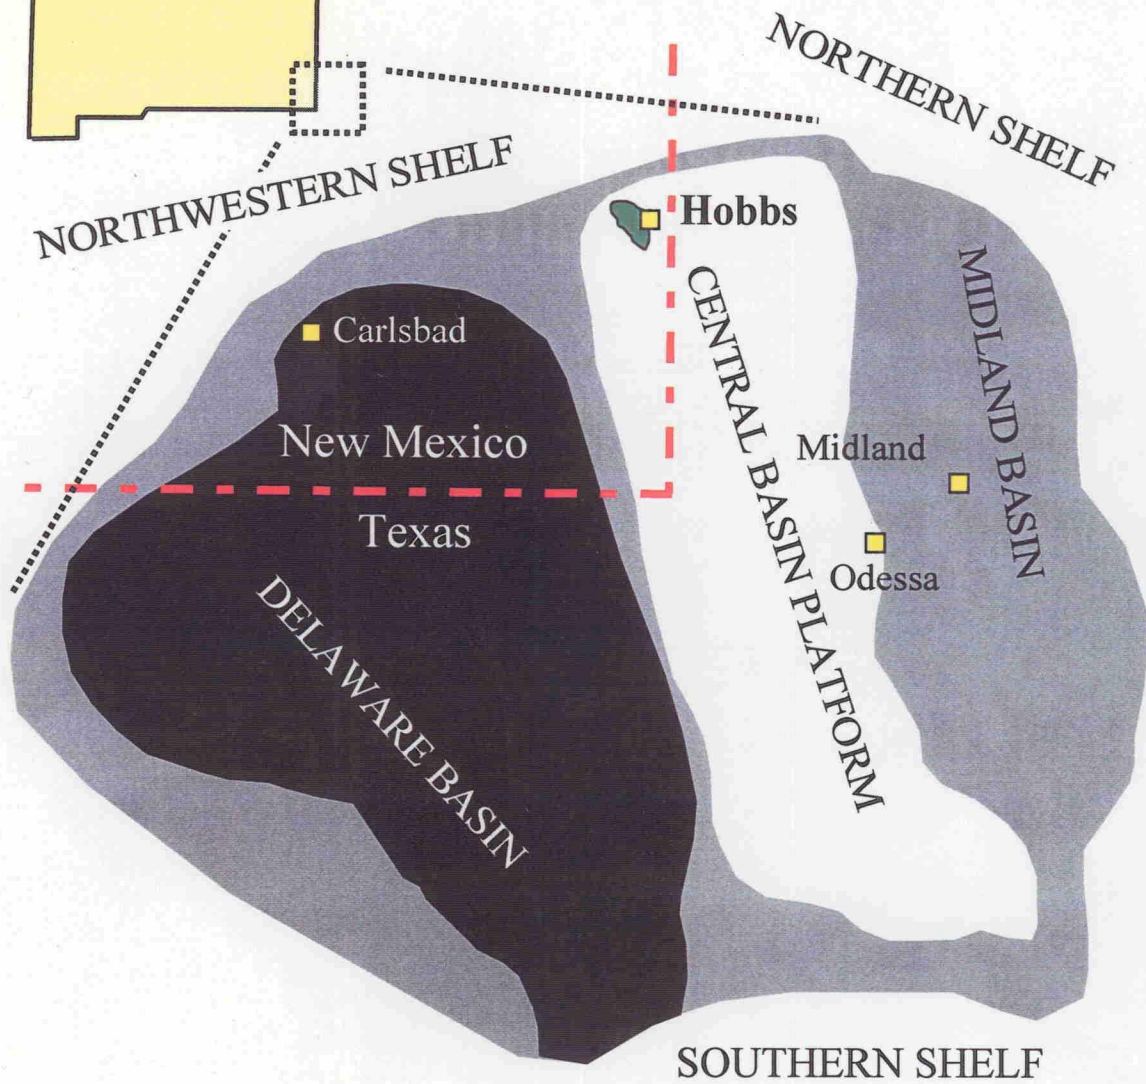 NORTHERN SHELF
NORTHWESTERN SHELF
Hobbs
Carlsbad
CENTRAL BASIN PLATFORM
MIDLAND BASIN
New Mexico
Midland
Texas
Odessa
DELAWARE BASIN
SOUTHERN SHELF